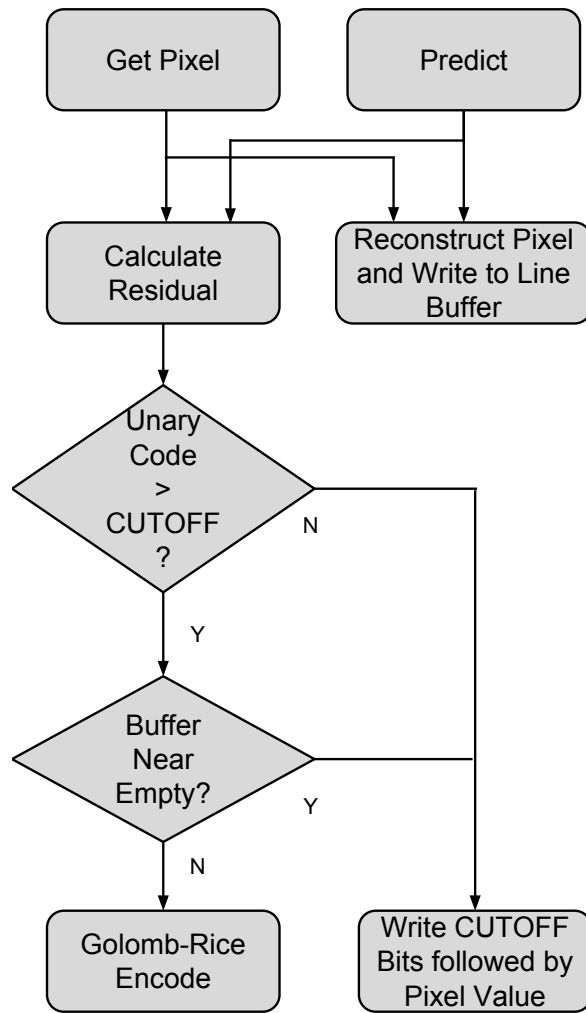 Get Pixel
Predict
Calculate
Residual
Reconstruct Pixel
and Write to Line
Buffer
Unary
Code
>
CUTOFF
?
N
Y
Buffer
Near
Empty?
Y
N
Golomb-Rice
Encode
Write CUTOFF
Bits followed by
Pixel Value